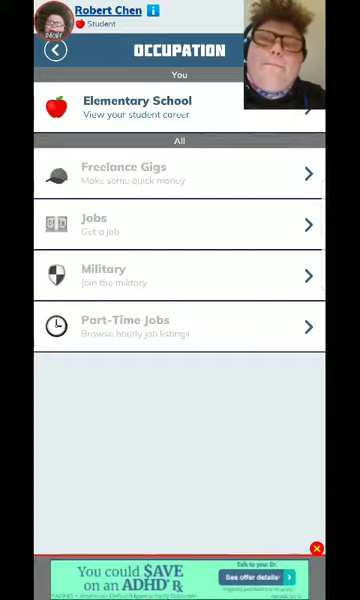 Robert Chen i
Student
OCCUPATION
You
Elementary School
View your student career
All
Freelance Gigs
Make some quick money
Jobs
Get a job
Military
Join the military
Part-Time Jobs
Browse hourly job listings
You could $AVE
on an ADHD Rx
Talk to your Dr.
See offer details